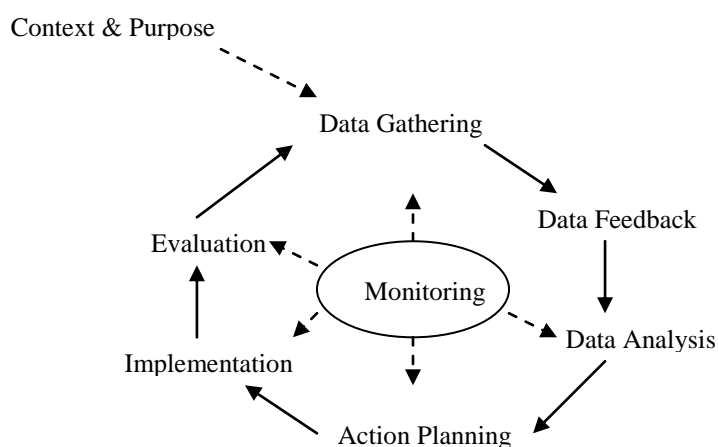 Context & Purpose
Data Gathering
Data Feedback
Evaluation
Monitoring
Data Analysis
Implementation
Action Planning